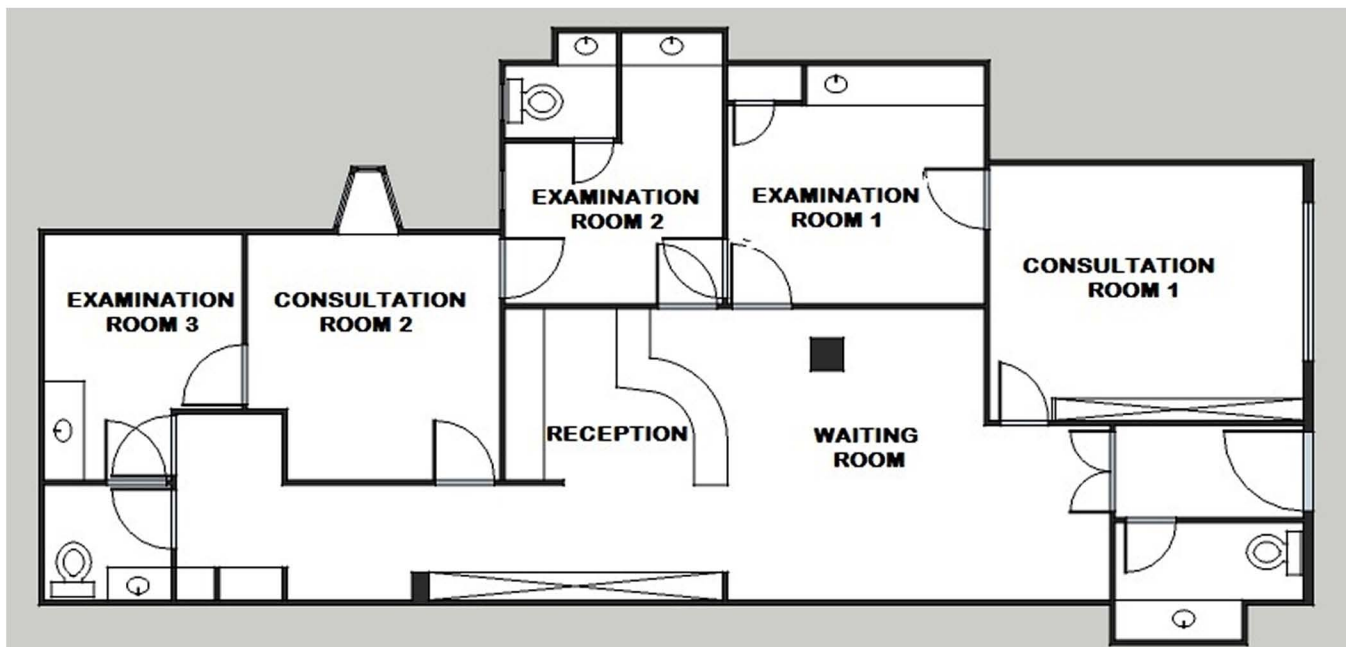 EXAMINATION
ROOM 2
EXAMINATION
ROOM 1
CONSULTATION
ROOM 1
EXAMINATION
ROOM 3
CONSULTATION
ROOM 2
RECEPTION
WAITING
ROOM